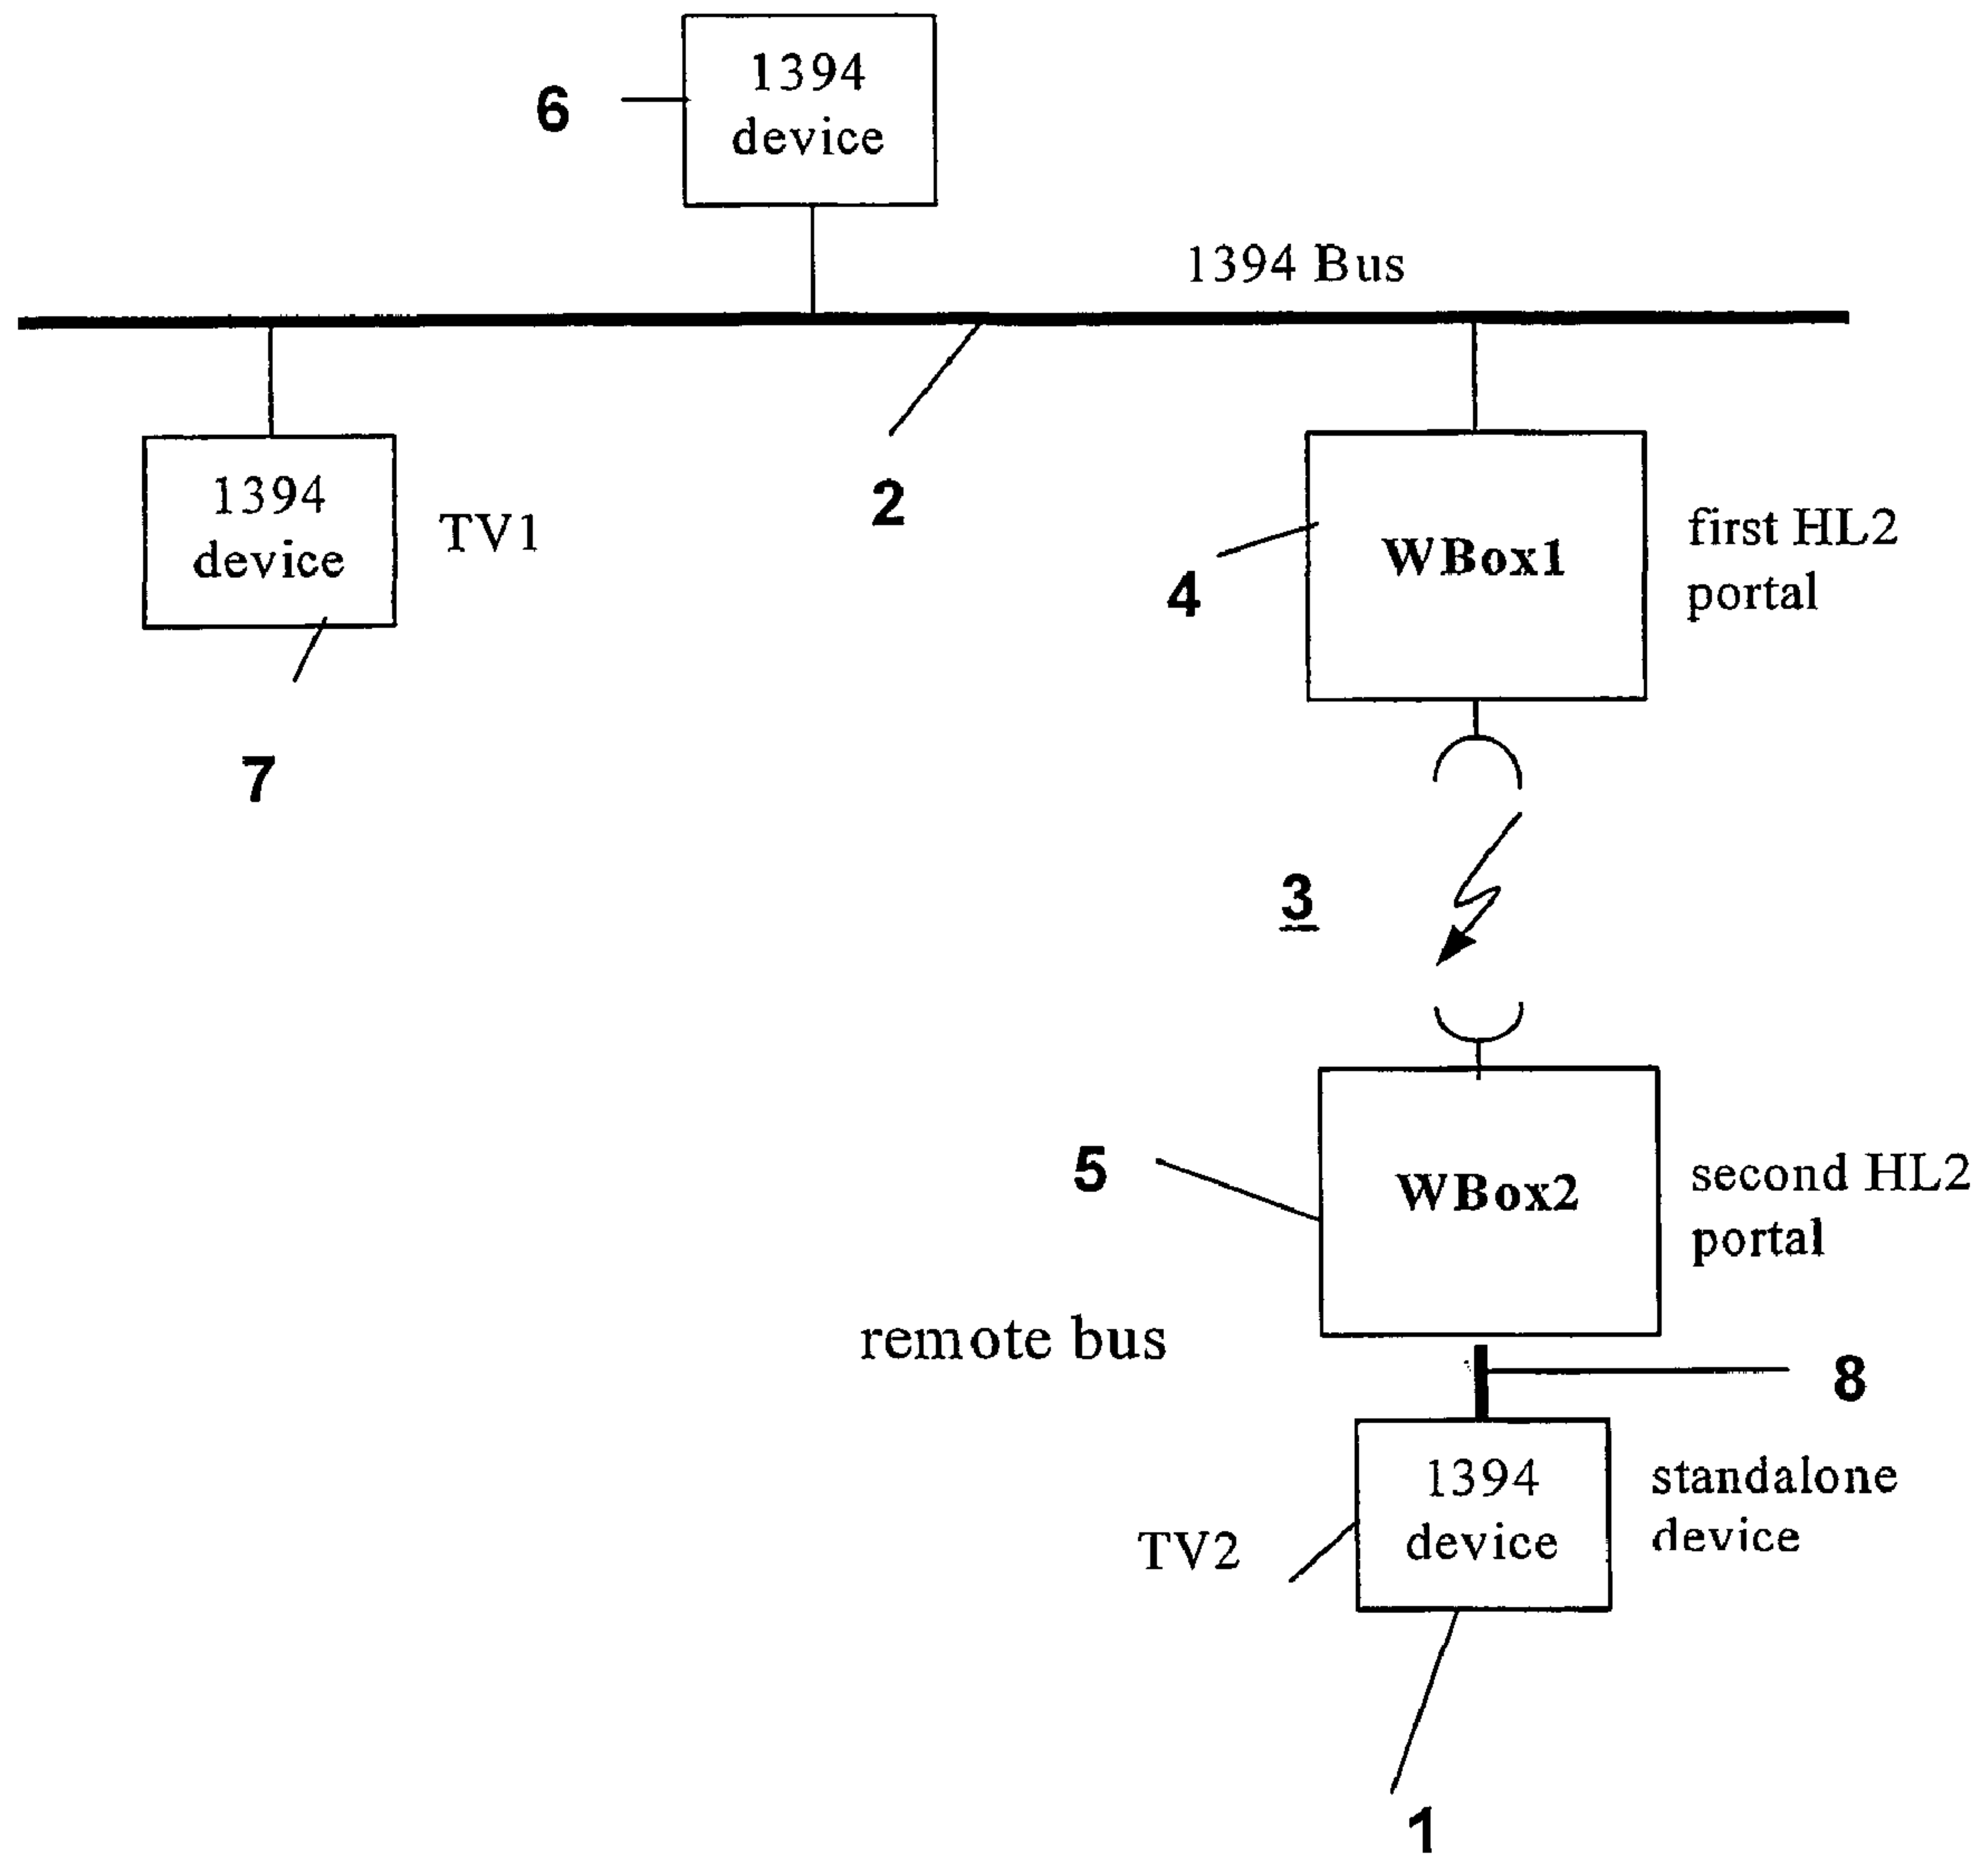 1394
device
6
1394 Bus
2
1394
device
TV1
7
WBox1
4
first HL2
portal
3
5
WBox2
second HL2
portal
remote bus
8
1394
device
standalone
device
TV2
1